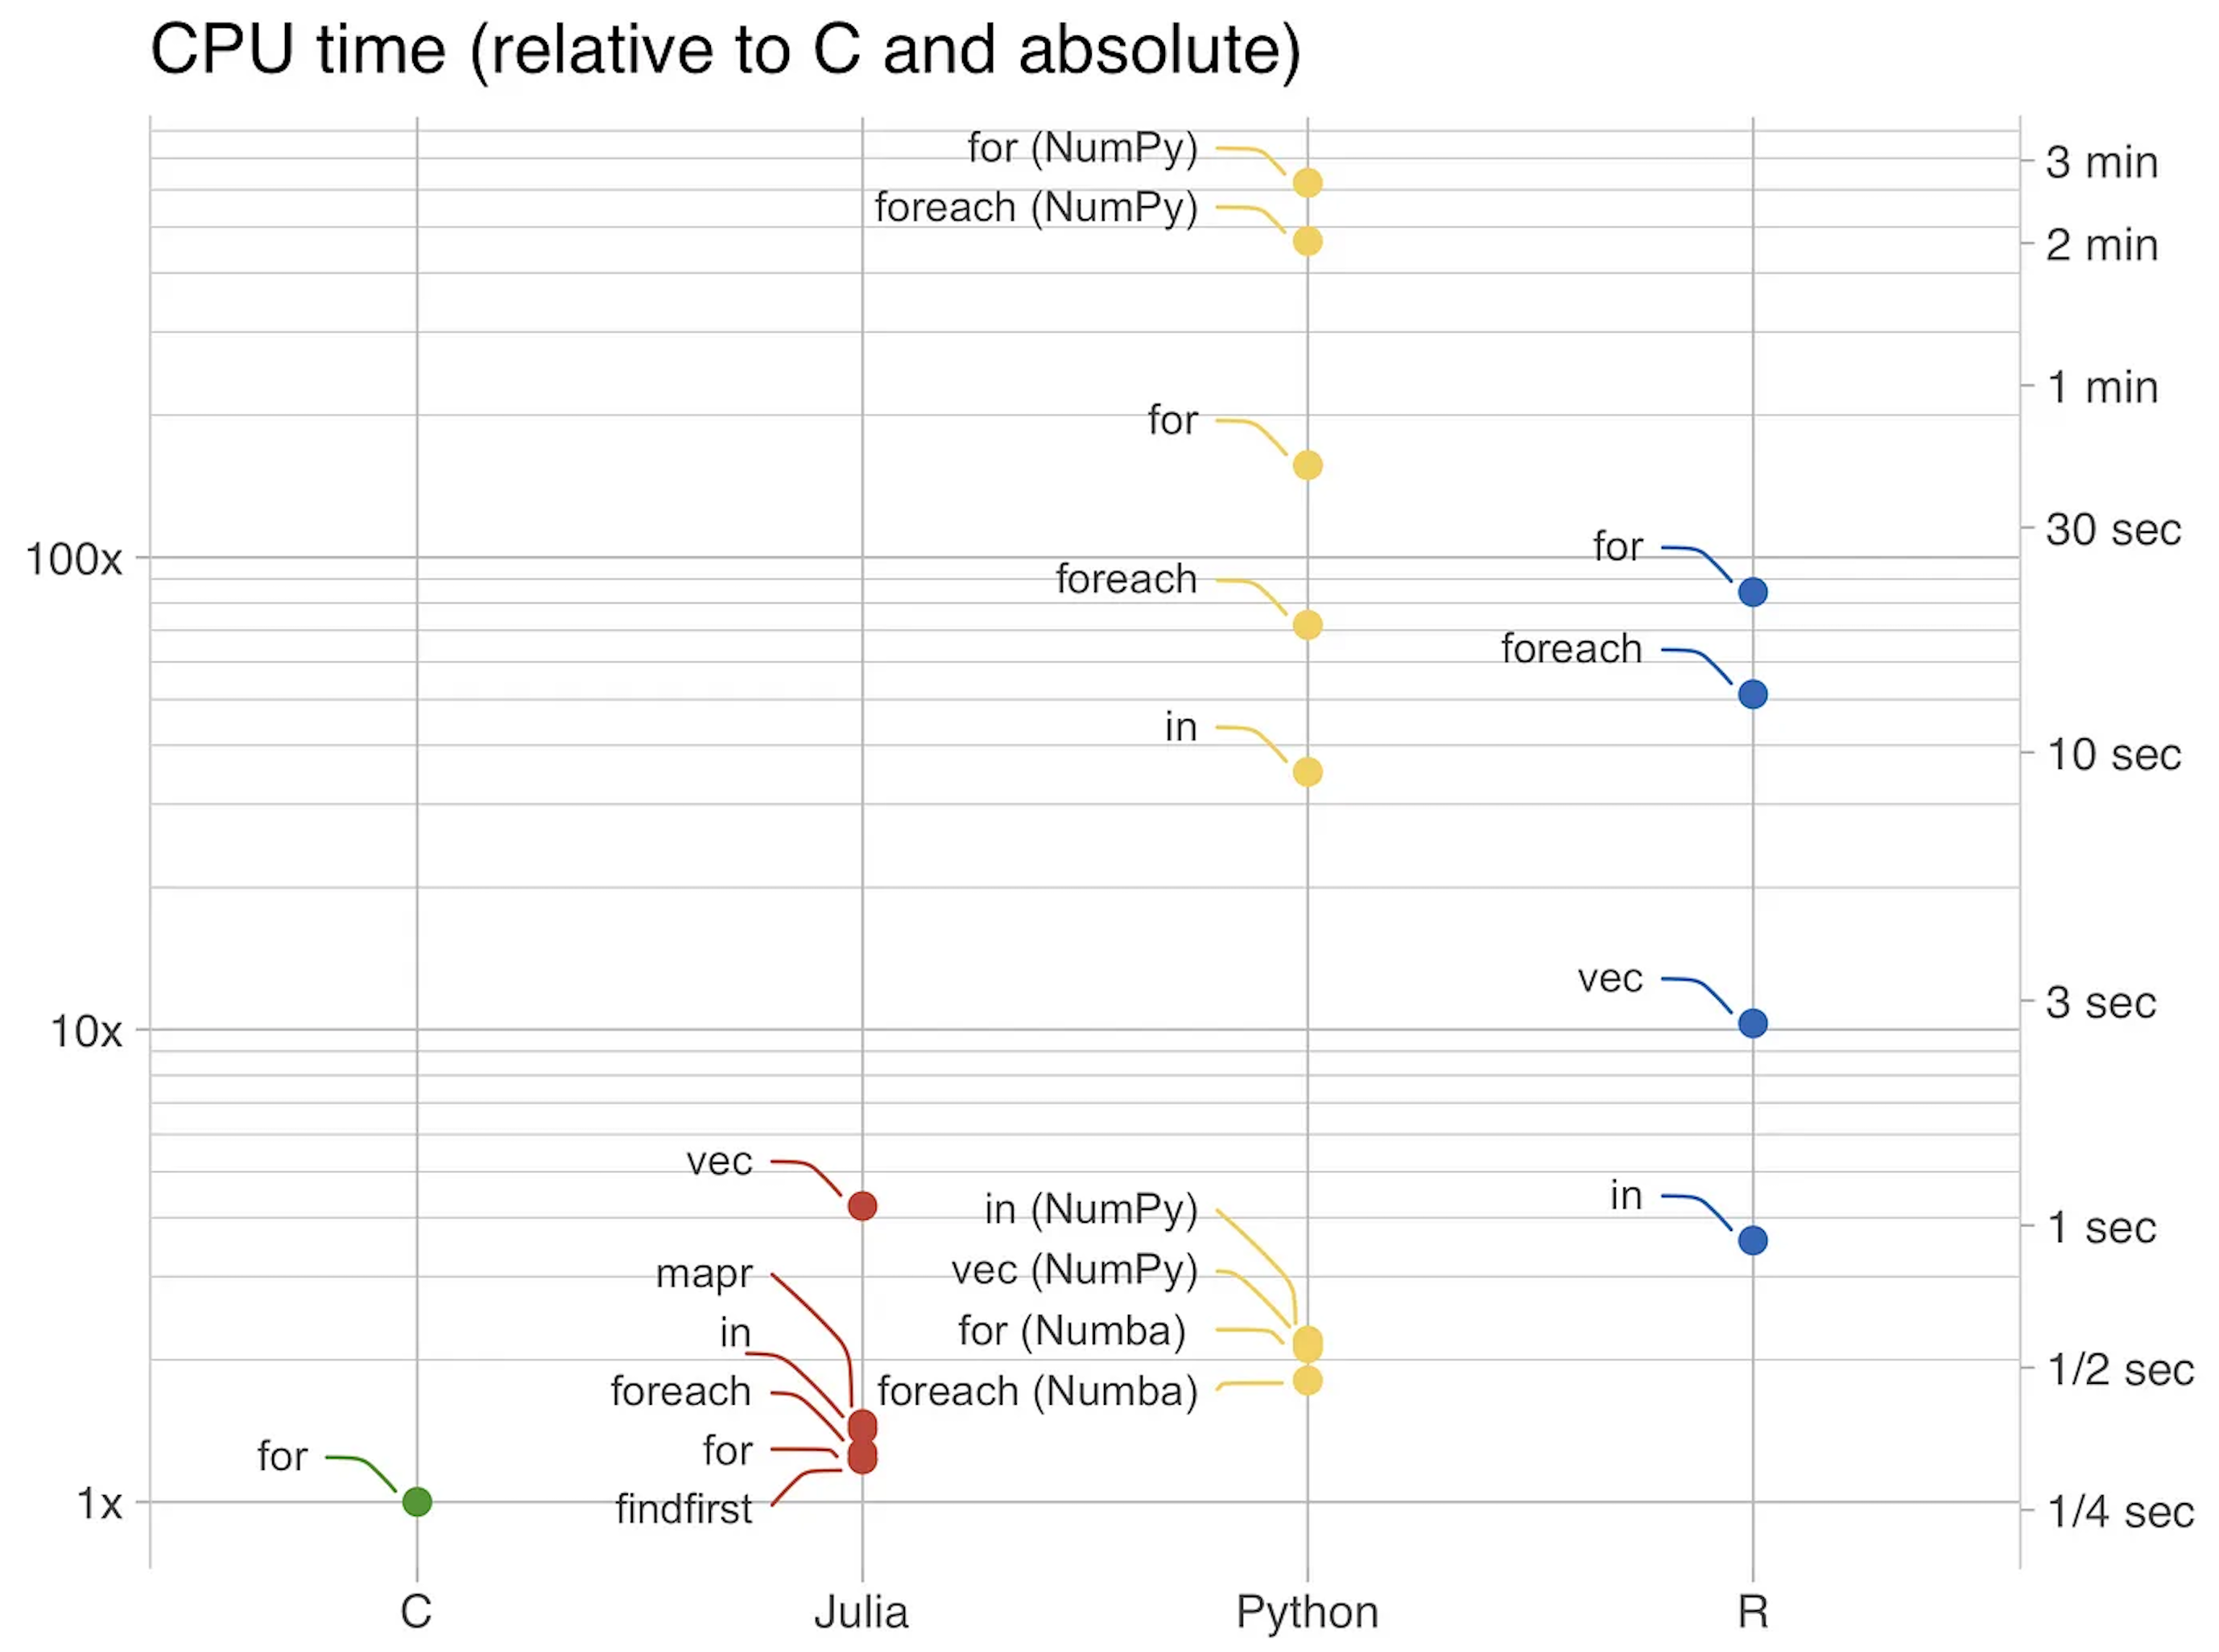 CPU time (relative to C and absolute)
for (NumPy)
3 min
foreach (NumPy)
2 min
1 min
for
30 sec
for
100x
foreach
foreach
in
10 sec
vec
3 sec
10x
vec
in
in (NumPy)
1 sec
mapr
vec (NumPy)
in
for (Numba)
1/2 sec
foreach
foreach (Numba)
for
for
1x
findfirst
1/4 sec
C
Julia
Python
R